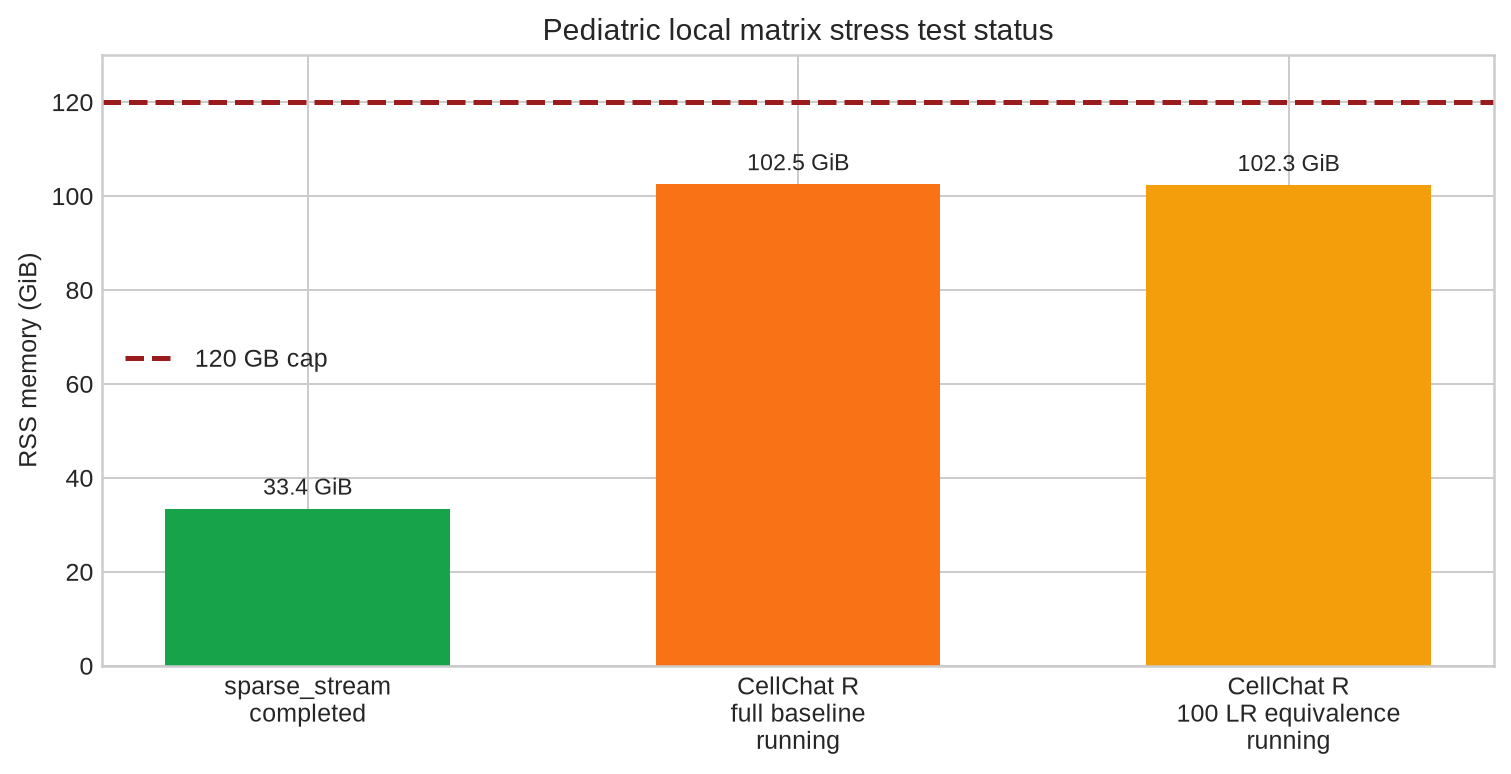 Pediatric local matrix stress test status
RSS memory (GiB)
120
100
80
60
40
20
0
120 GB cap
33.4 GiB
102.5 GiB
102.3 GiB
sparse_stream
completed
CellChat R
full baseline
running
CellChat R
100 LR equivalence
running